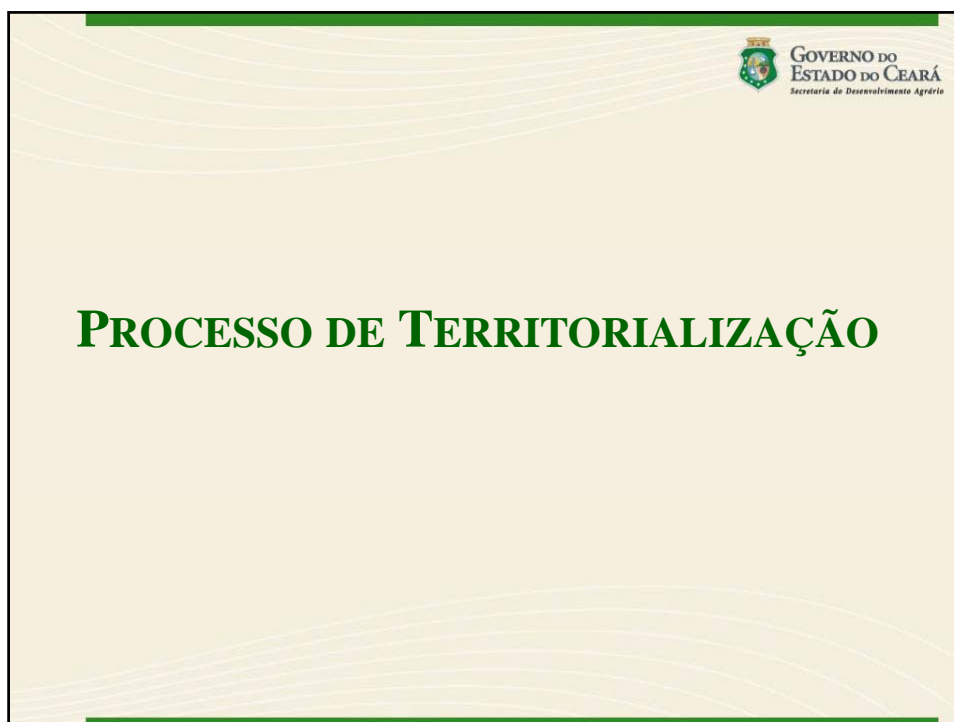 GOVERNO DO
ESTADO DO CEARÁ
Secretaria do Desenvolvimento Agrário
PROCESSO DE TERRITORIALIZAÇÃO